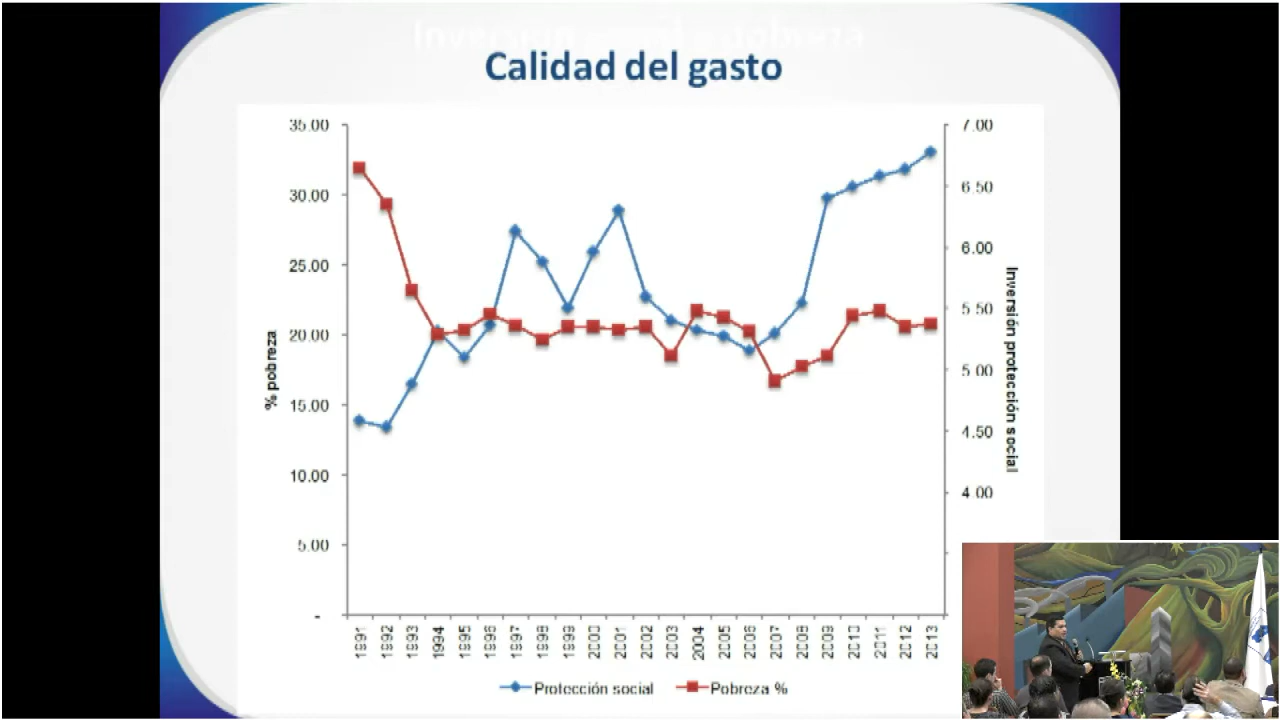 Inversión social y pobreza
Calidad del gasto
35.00
30.00
25.00
20.00
15.00
10.00
5.00
-
% pobreza
7.00
6.50
6.00
5.50
5.00
4.50
4.00
Inversión protección social
1991 1992 1993 1994 1995 1996 1997 1998 1999 2000 2001 2002 2003 2004 2005 2006 2007 2008 2009 2010 2011 2012 2013
Protección social Pobreza %